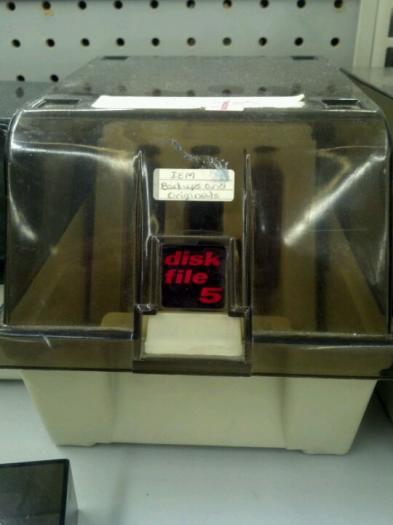 IBM
Backups and
Originals
disk
file
5